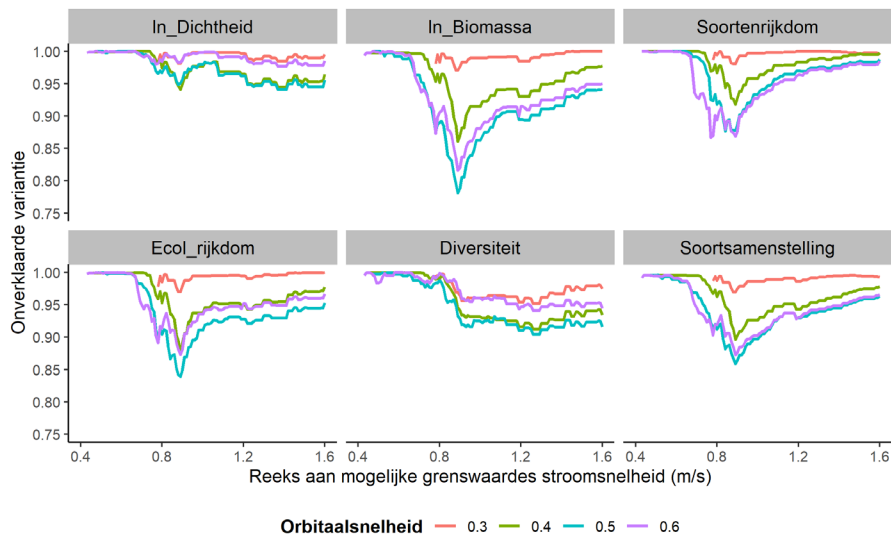 ln_Dichtheid ln_Biomassa Soortenrijkdom
1.00
0.95
0.90
0.85
0.80
0.75
Ecol_rijkdom Diversiteit Soortsamenstelling
1.00
0.95
0.90
0.85
0.80
0.75
Onverklaarde variantie
0.4 0.8 1.2 1.6 0.4 0.8 1.2 1.6 0.4 0.8 1.2 1.6
Reeks aan mogelijke grenswaardes stroomsnelheid (m/s)
Orbitaalsnelheid 0.3 0.4 0.5 0.6